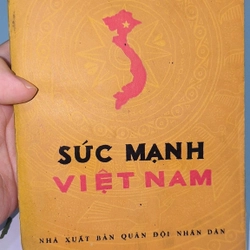 SỨC MẠNH
VIỆT NAM
NHÀ XUẤT BẢN QUÂN ĐỘI NHÂN DÂN